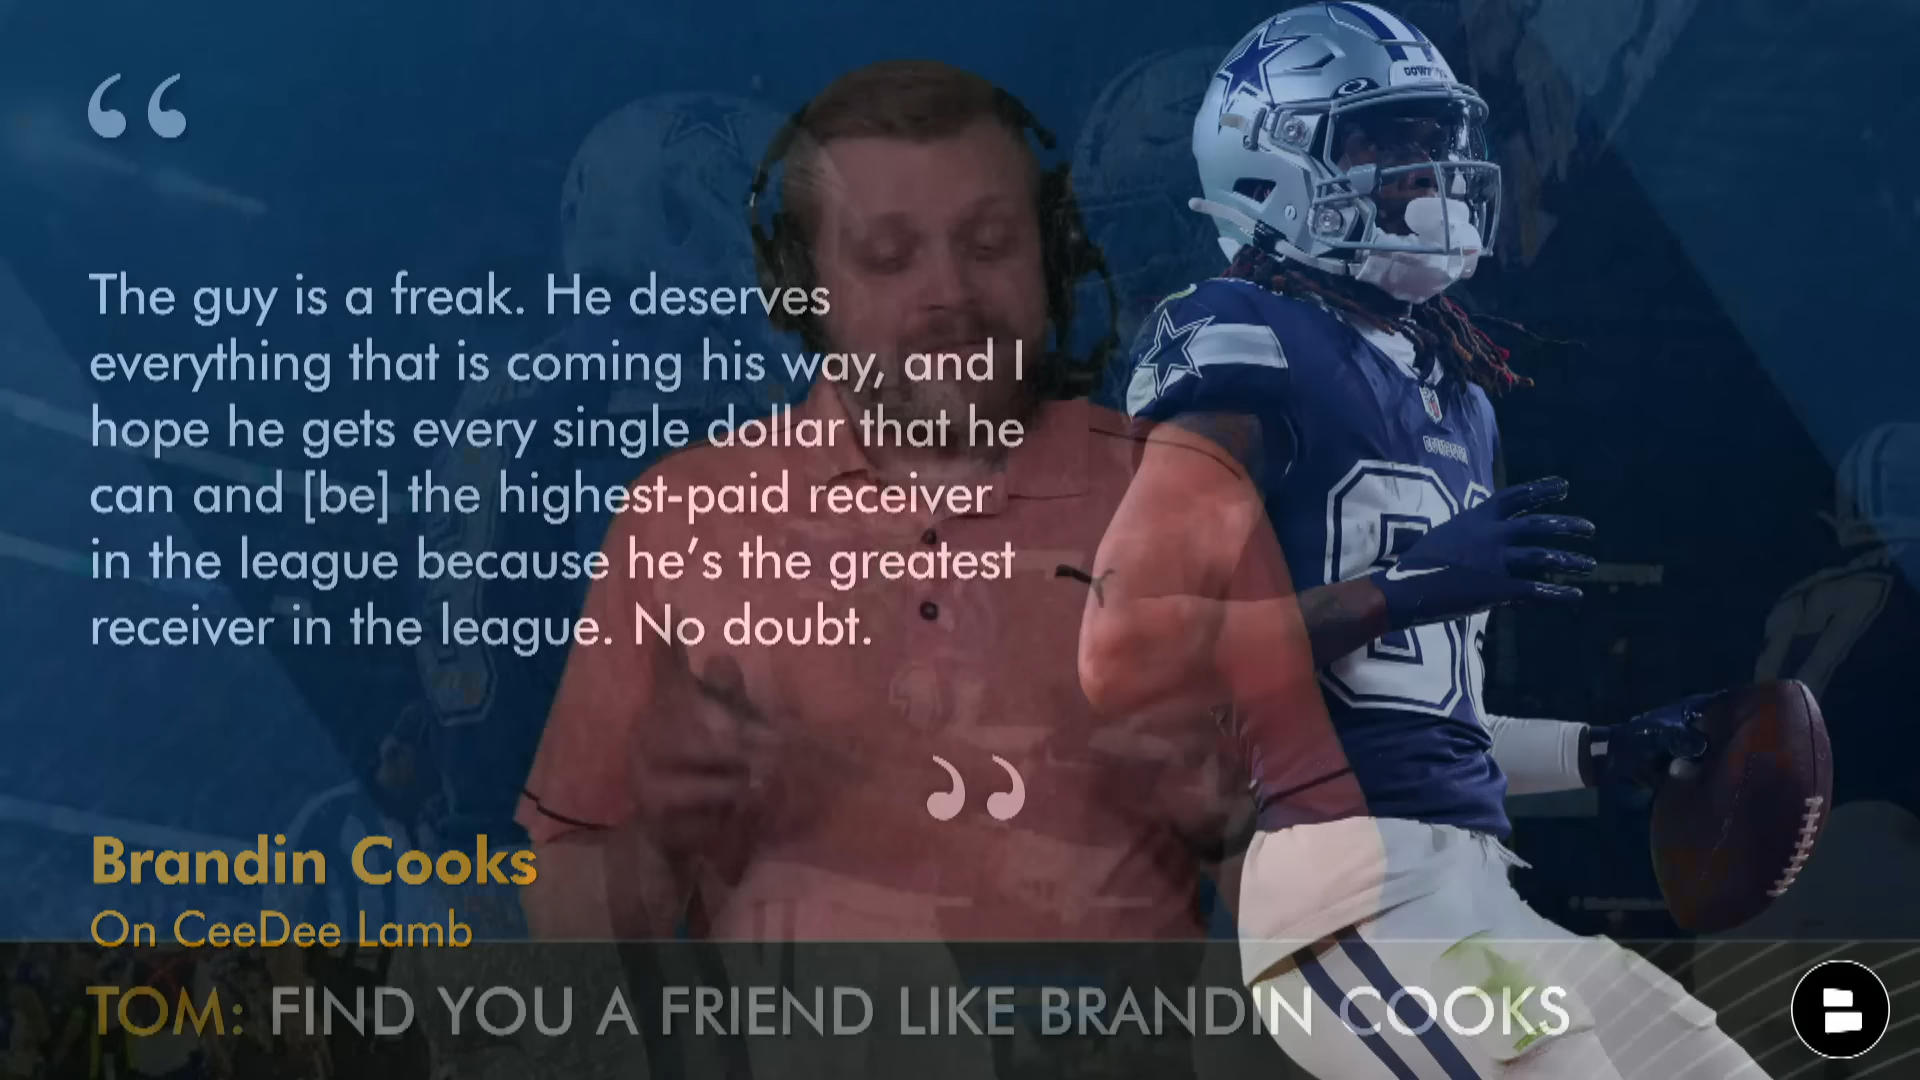 “
The guy is a freak. He deserves
everything that is coming his way, and I
hope he gets every single dollar that he
can and [be] the highest-paid receiver
in the league because he’s the greatest
receiver in the league. No doubt.
”
Brandin Cooks
On CeeDee Lamb
TOM: FIND YOU A FRIEND LIKE BRANDIN COOKS